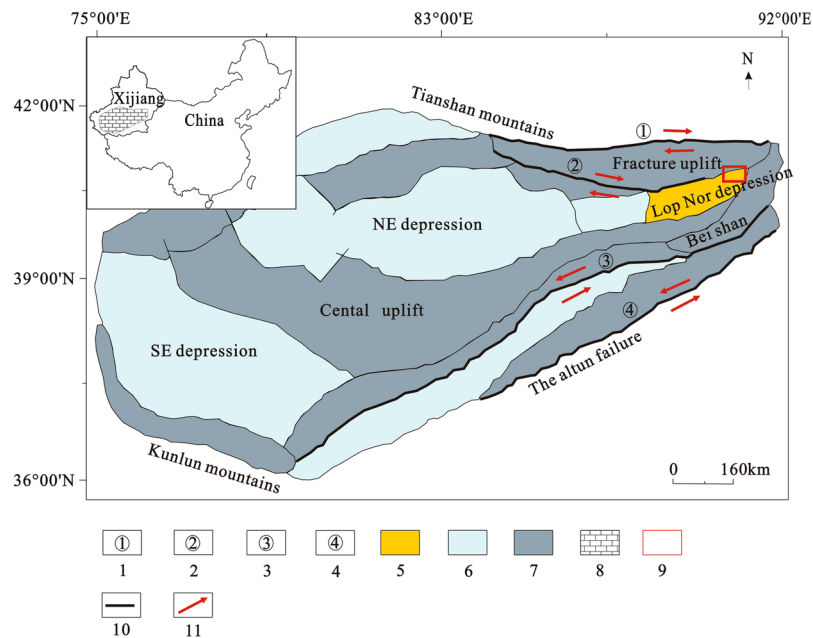 75°00'E
83°00'E
92°00'E
42°00'N
39°00'N
36°00'N
N
Xijiang
China
Tianshan mountains
①
②
Fracture uplift
Lop Nor depression
NE depression
Bei shan
③
Cental uplift
④
SE depression
The altun failure
Kunlun mountains
0 160km
① ② ③ ④
1 2 3 4 5 6 7 8 9
10 11